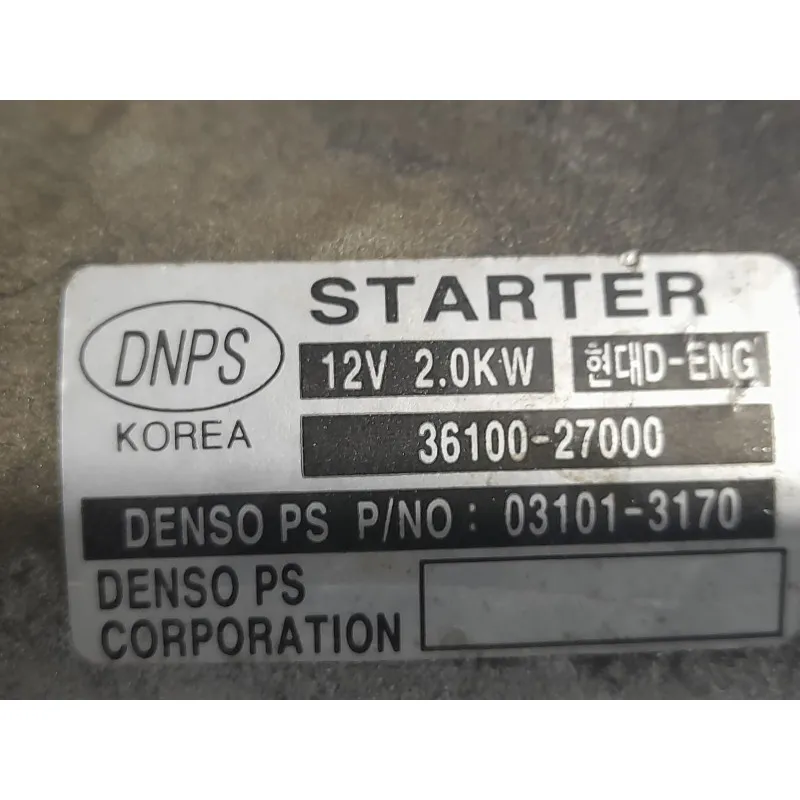 STARTER
DNPS
KOREA
12V 2.0KW
현대D-ENG
36100-27000
DENSO PS P/NO : 03101-3170
DENSO PS
CORPORATION